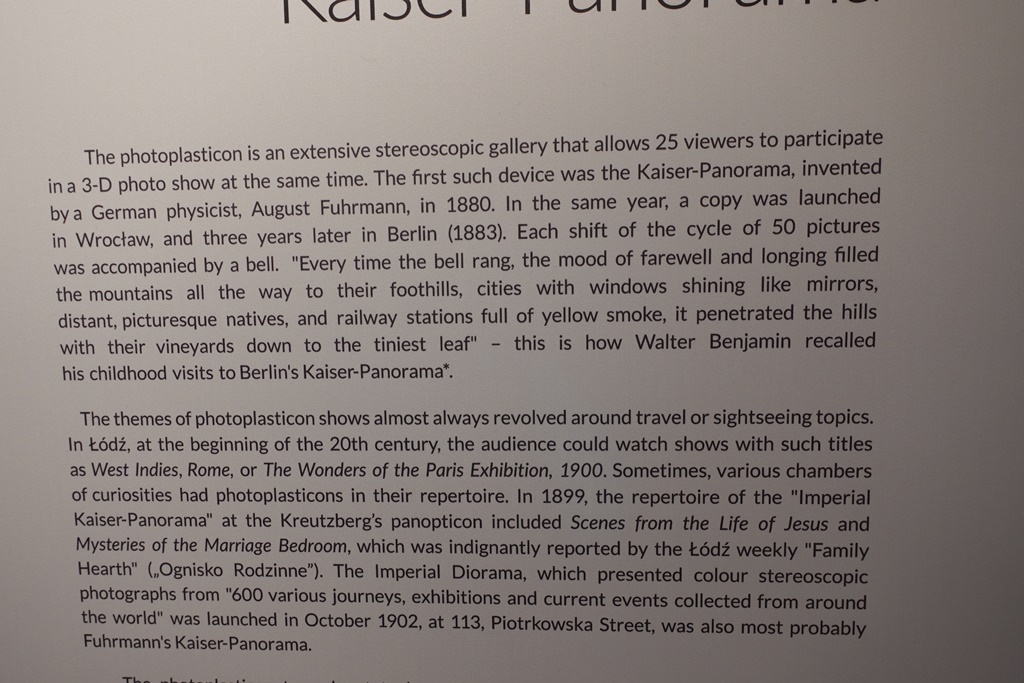 Kaiser-Panorama
The photoplasticon is an extensive stereoscopic gallery that allows 25 viewers to participate
in a 3-D photo show at the same time. The first such device was the Kaiser-Panorama, invented
by a German physicist, August Fuhrmann, in 1880. In the same year, a copy was launched
in Wrocław, and three years later in Berlin (1883). Each shift of the cycle of 50 pictures
was accompanied by a bell. "Every time the bell rang, the mood of farewell and longing filled
the mountains all the way to their foothills, cities with windows shining like mirrors,
distant, picturesque natives, and railway stations full of yellow smoke, it penetrated the hills
with their vineyards down to the tiniest leaf" – this is how Walter Benjamin recalled
his childhood visits to Berlin's Kaiser-Panorama*.
The themes of photoplasticon shows almost always revolved around travel or sightseeing topics.
In Łódź, at the beginning of the 20th century, the audience could watch shows with such titles
as West Indies, Rome, or The Wonders of the Paris Exhibition, 1900. Sometimes, various chambers
of curiosities had photoplasticons in their repertoire. In 1899, the repertoire of the "Imperial
Kaiser-Panorama" at the Kreutzberg's panopticon included Scenes from the Life of Jesus and
Mysteries of the Marriage Bedroom, which was indignantly reported by the Łódź weekly "Family
Hearth" („Ognisko Rodzinne”). The Imperial Diorama, which presented colour stereoscopic
photographs from "600 various journeys, exhibitions and current events collected from around
the world" was launched in October 1902, at 113, Piotrkowska Street, was also most probably
Fuhrmann's Kaiser-Panorama.
The